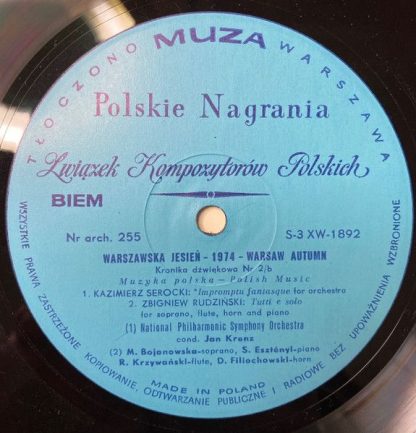 TŁOCZONO MUZA WARSZAWA
Polskie Nagrania
Związek Kompozytorów Polskich
BIEM
Nr arch. 255 S-3 XW-1892
WARSZAWSKA JESIEŃ - 1974 - WARSAW AUTUMN
Kronika dźwiękowa Nr 2/b
Muzyka polska — Polish Music
1. KAZIMIERZ SEROCKI: "Impromptu fantasque" for orchestra
2. ZBIGNIEW RUDZIŃSKI: Tutti e solo
for soprano, flute, horn and piano
(1) National Philharmonic Symphony Orchestra
cond. Jan Krenz
(2) M. Bojanowska-soprano, S. Esztényi-piano
R. Krzywański-flute, D. Filiochowski-horn
MADE IN POLAND
WSZYSTKIE PRAWA ZASTRZEŻONE KOPIOWANIE, ODTWARZANIE PUBLICZNE I RADIOWE BEZ UPOWAŻNIENIA WZBRONIONE